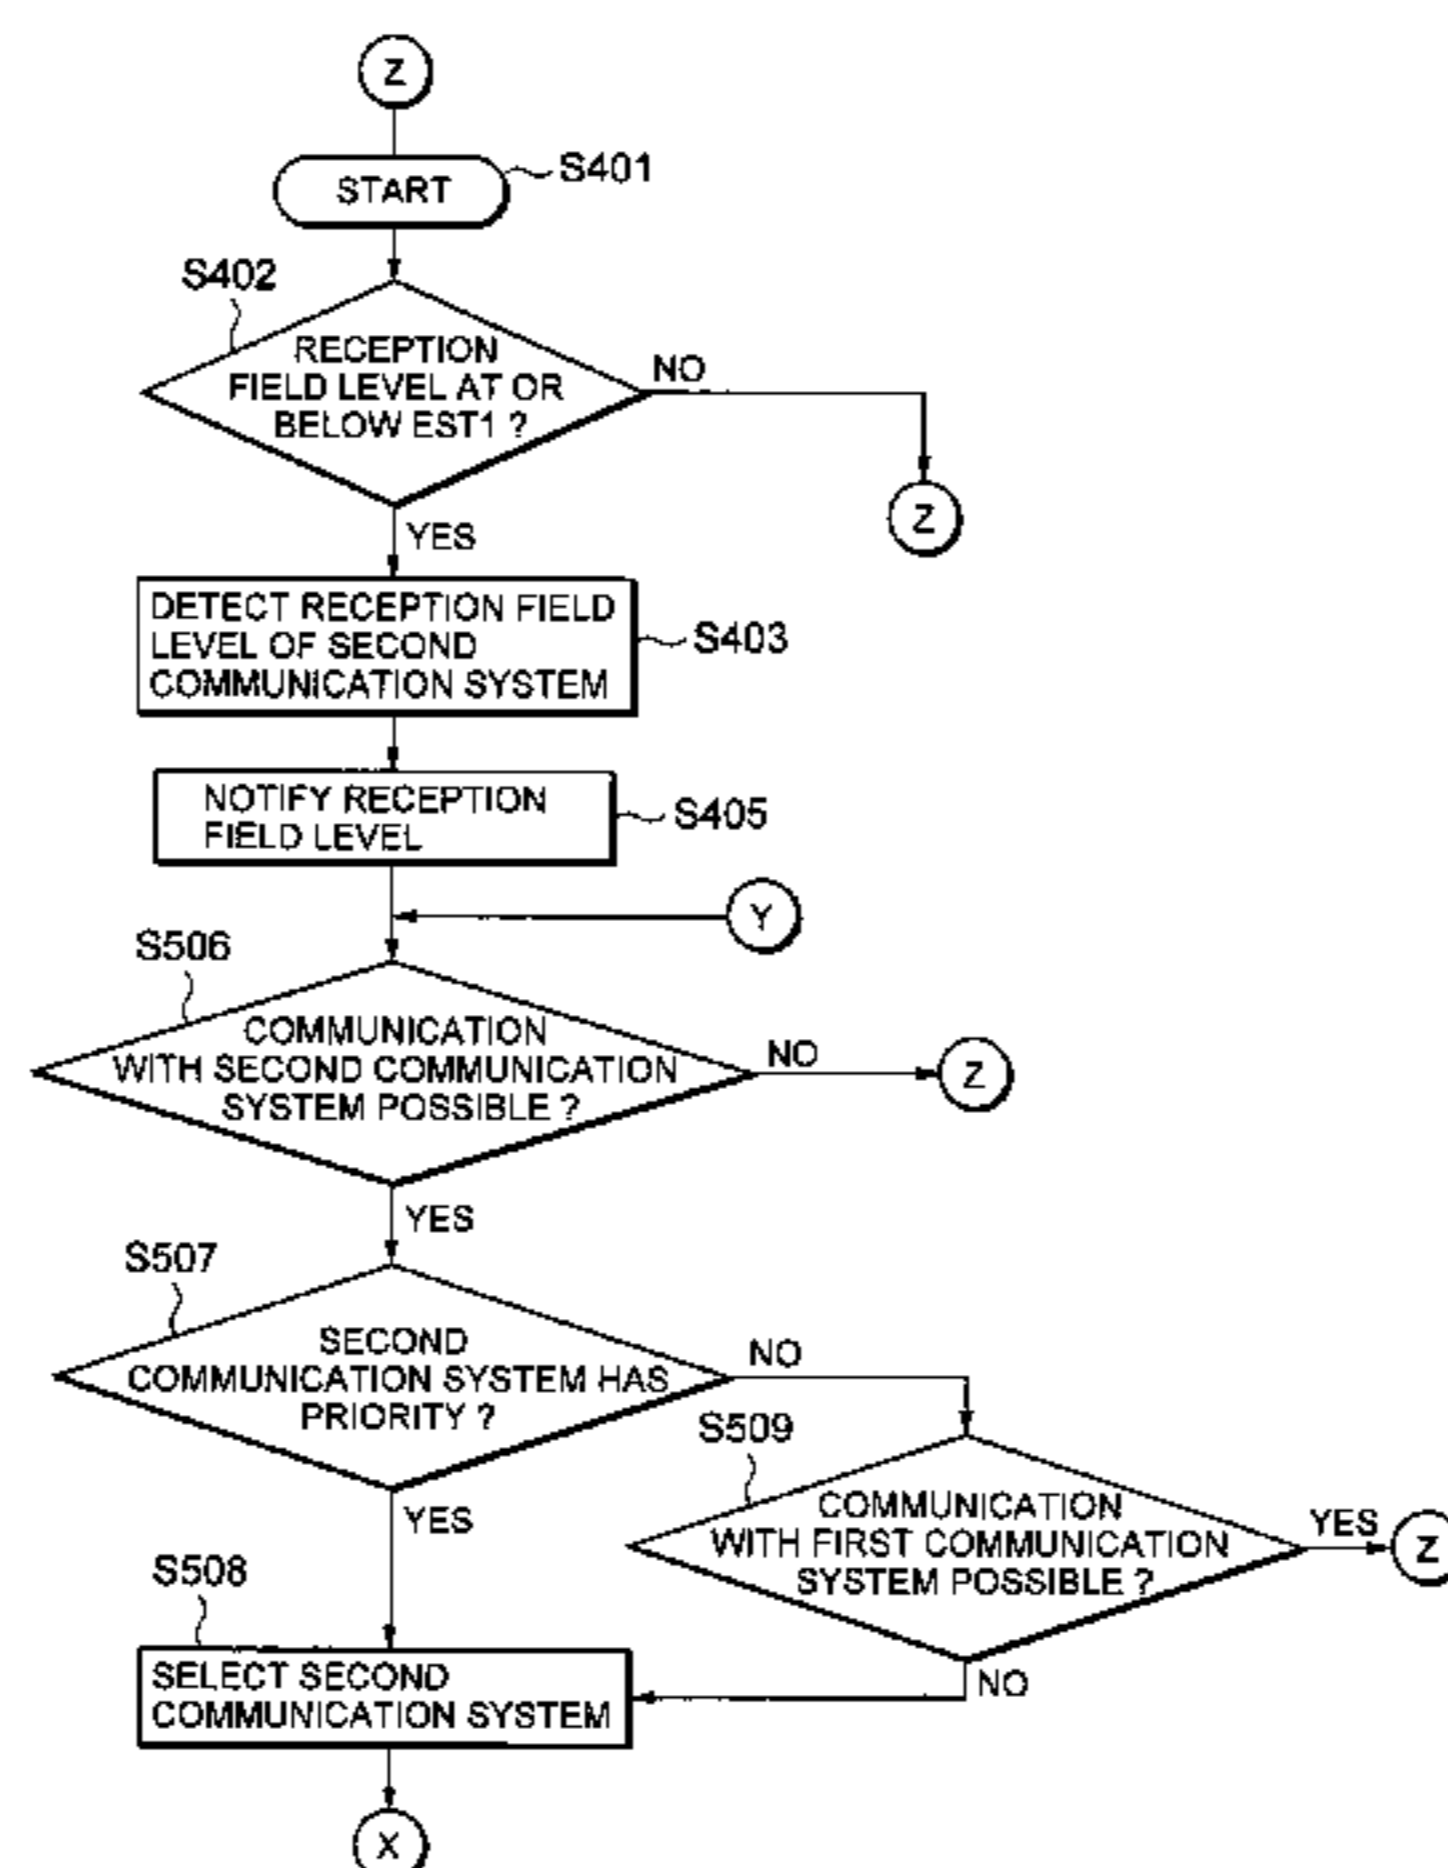 Z
START
S401
S402
RECEPTION
FIELD LEVEL AT OR
BELOW EST1 ?
NO
Z
YES
DETECT RECEPTION FIELD
LEVEL OF SECOND
COMMUNICATION SYSTEM
S403
NOTIFY RECEPTION
FIELD LEVEL
S405
Y
S506
COMMUNICATION
WITH SECOND COMMUNICATION
SYSTEM POSSIBLE ?
NO
Z
YES
S507
SECOND
COMMUNICATION SYSTEM HAS
PRIORITY ?
NO
YES
S509
COMMUNICATION
WITH FIRST COMMUNICATION
SYSTEM POSSIBLE ?
YES
Z
NO
S508
SELECT SECOND
COMMUNICATION SYSTEM
X